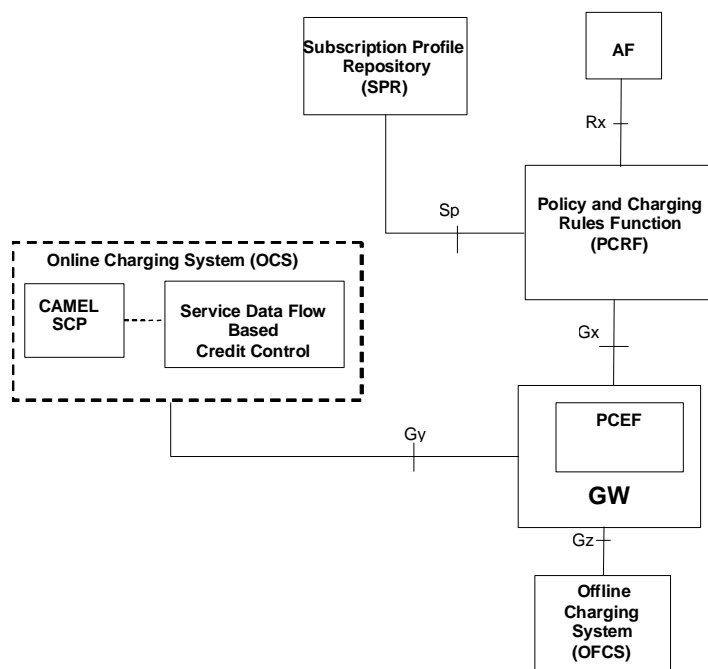 Subscription Profile
Repository
(SPR)
AF
Rx
Sp
Policy and Charging
Rules Function
(PCRF)
Online Charging System (OCS)
CAMEL
SCP
Service Data Flow
Based
Credit Control
Gx
Gy
PCEF
GW
Gz
Offline
Charging
System
(OFCS)